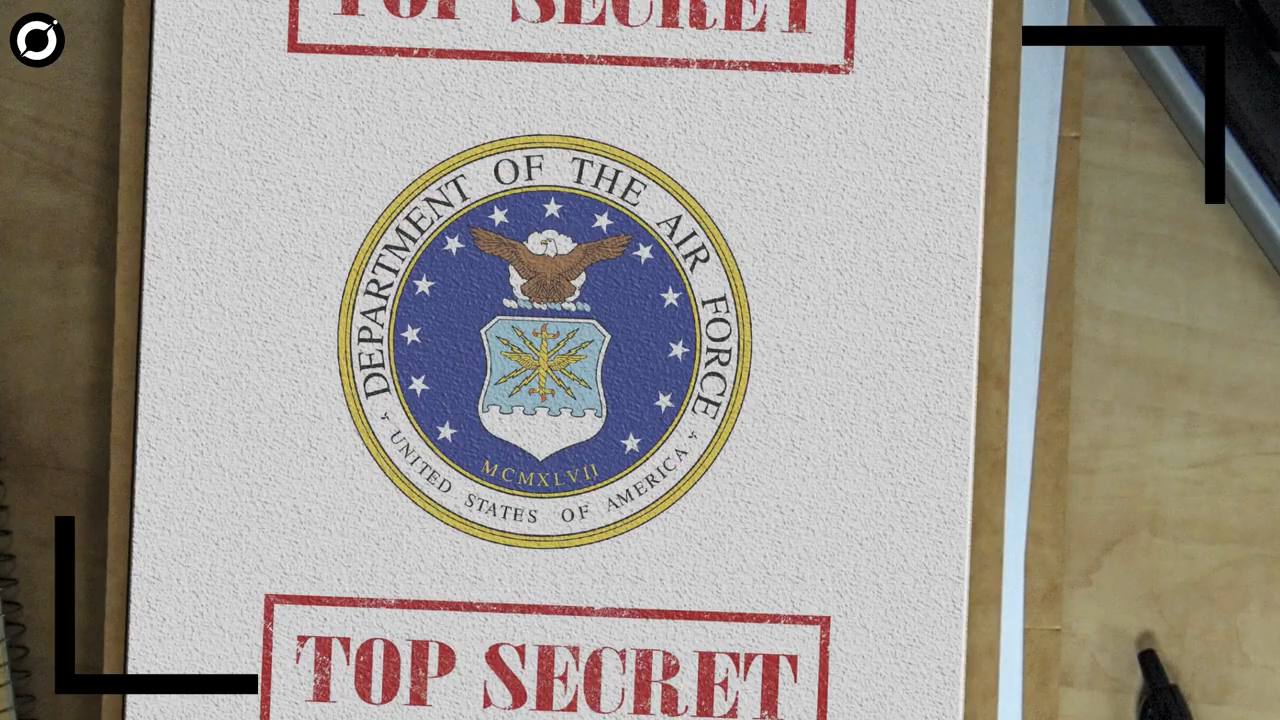 TOP SECRET
DEPARTMENT OF THE AIR FORCE
MCMXLVII
UNITED STATES OF AMERICA
TOP SECRET